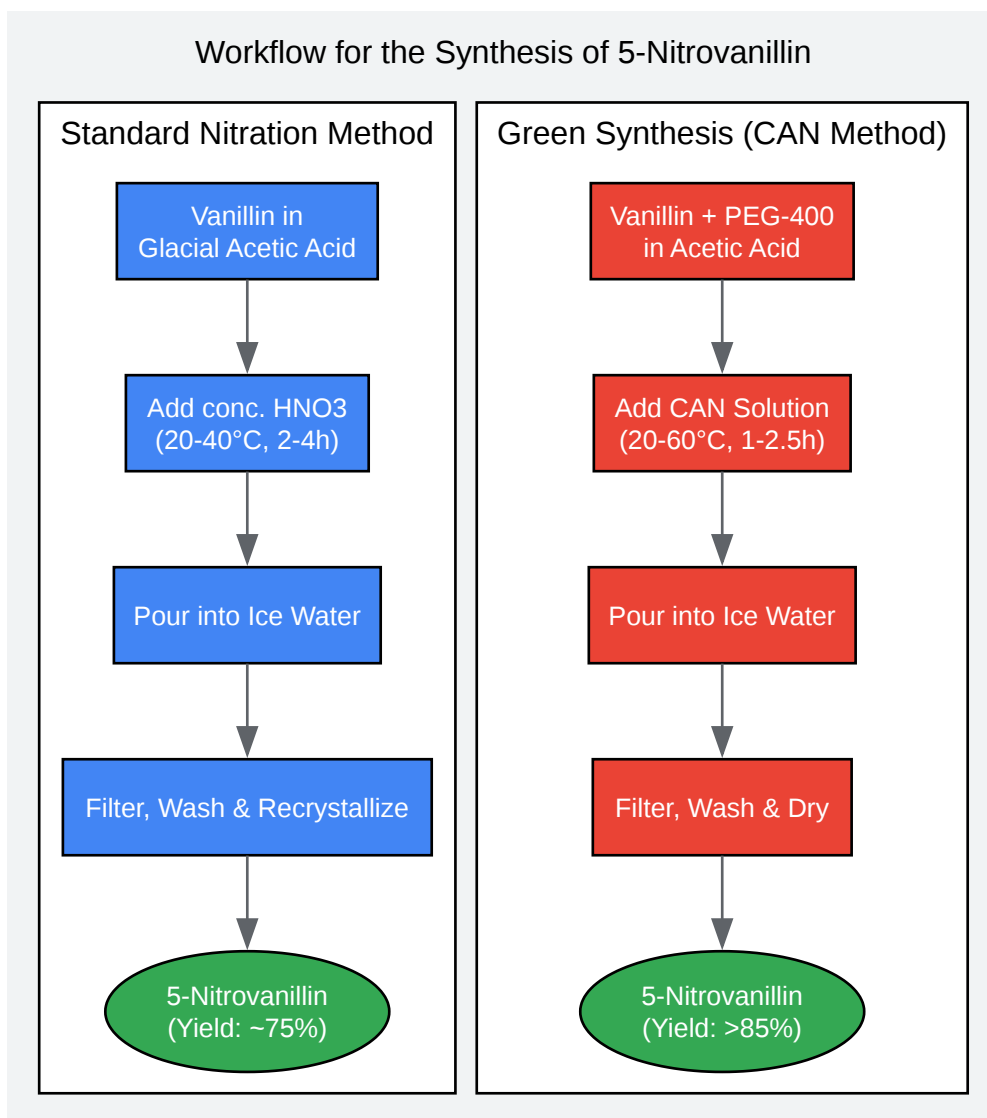 Workflow for the Synthesis of 5-Nitrovanillin
Standard Nitration Method
Vanillin in
Glacial Acetic Acid
Add conc. HNO3
(20-40°C, 2-4h)
Pour into Ice Water
Filter, Wash & Recrystallize
5-Nitrovanillin
(Yield: ~75%)
Green Synthesis (CAN Method)
Vanillin + PEG-400
in Acetic Acid
Add CAN Solution
(20-60°C, 1-2.5h)
Pour into Ice Water
Filter, Wash & Dry
5-Nitrovanillin
(Yield: >85%)